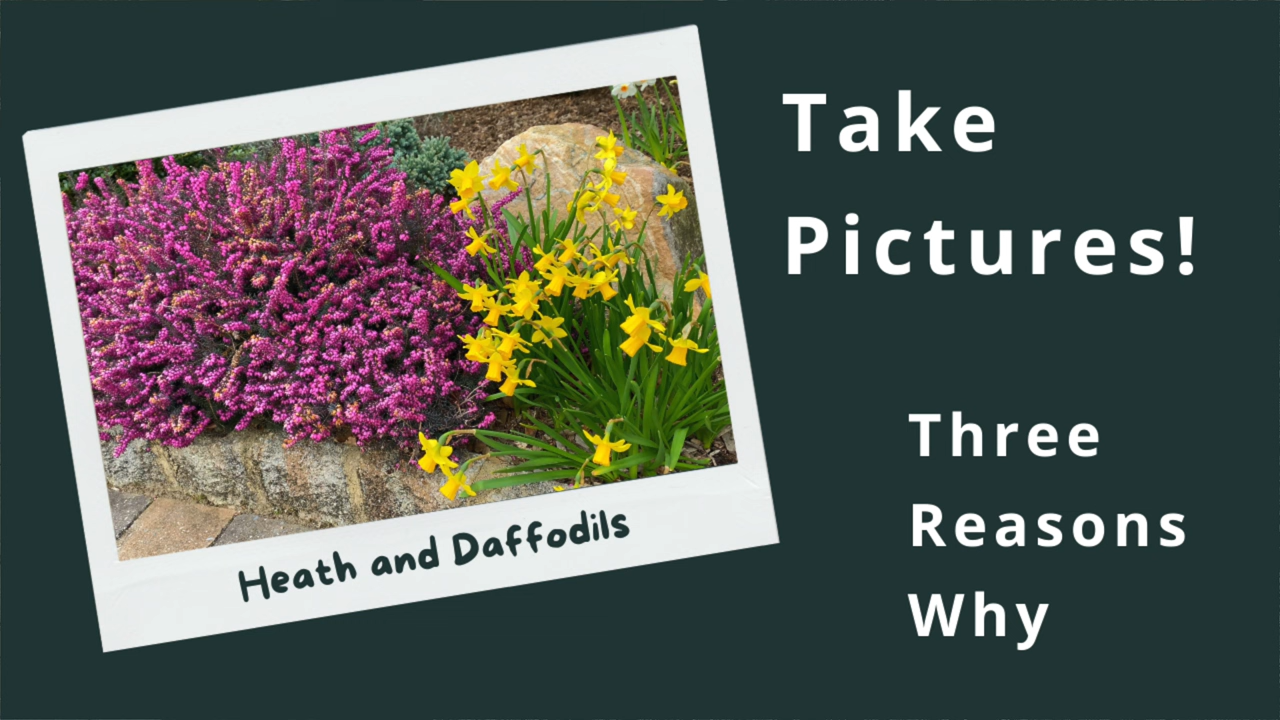 Take
Pictures!
Three
Reasons
Why
Heath and Daffodils